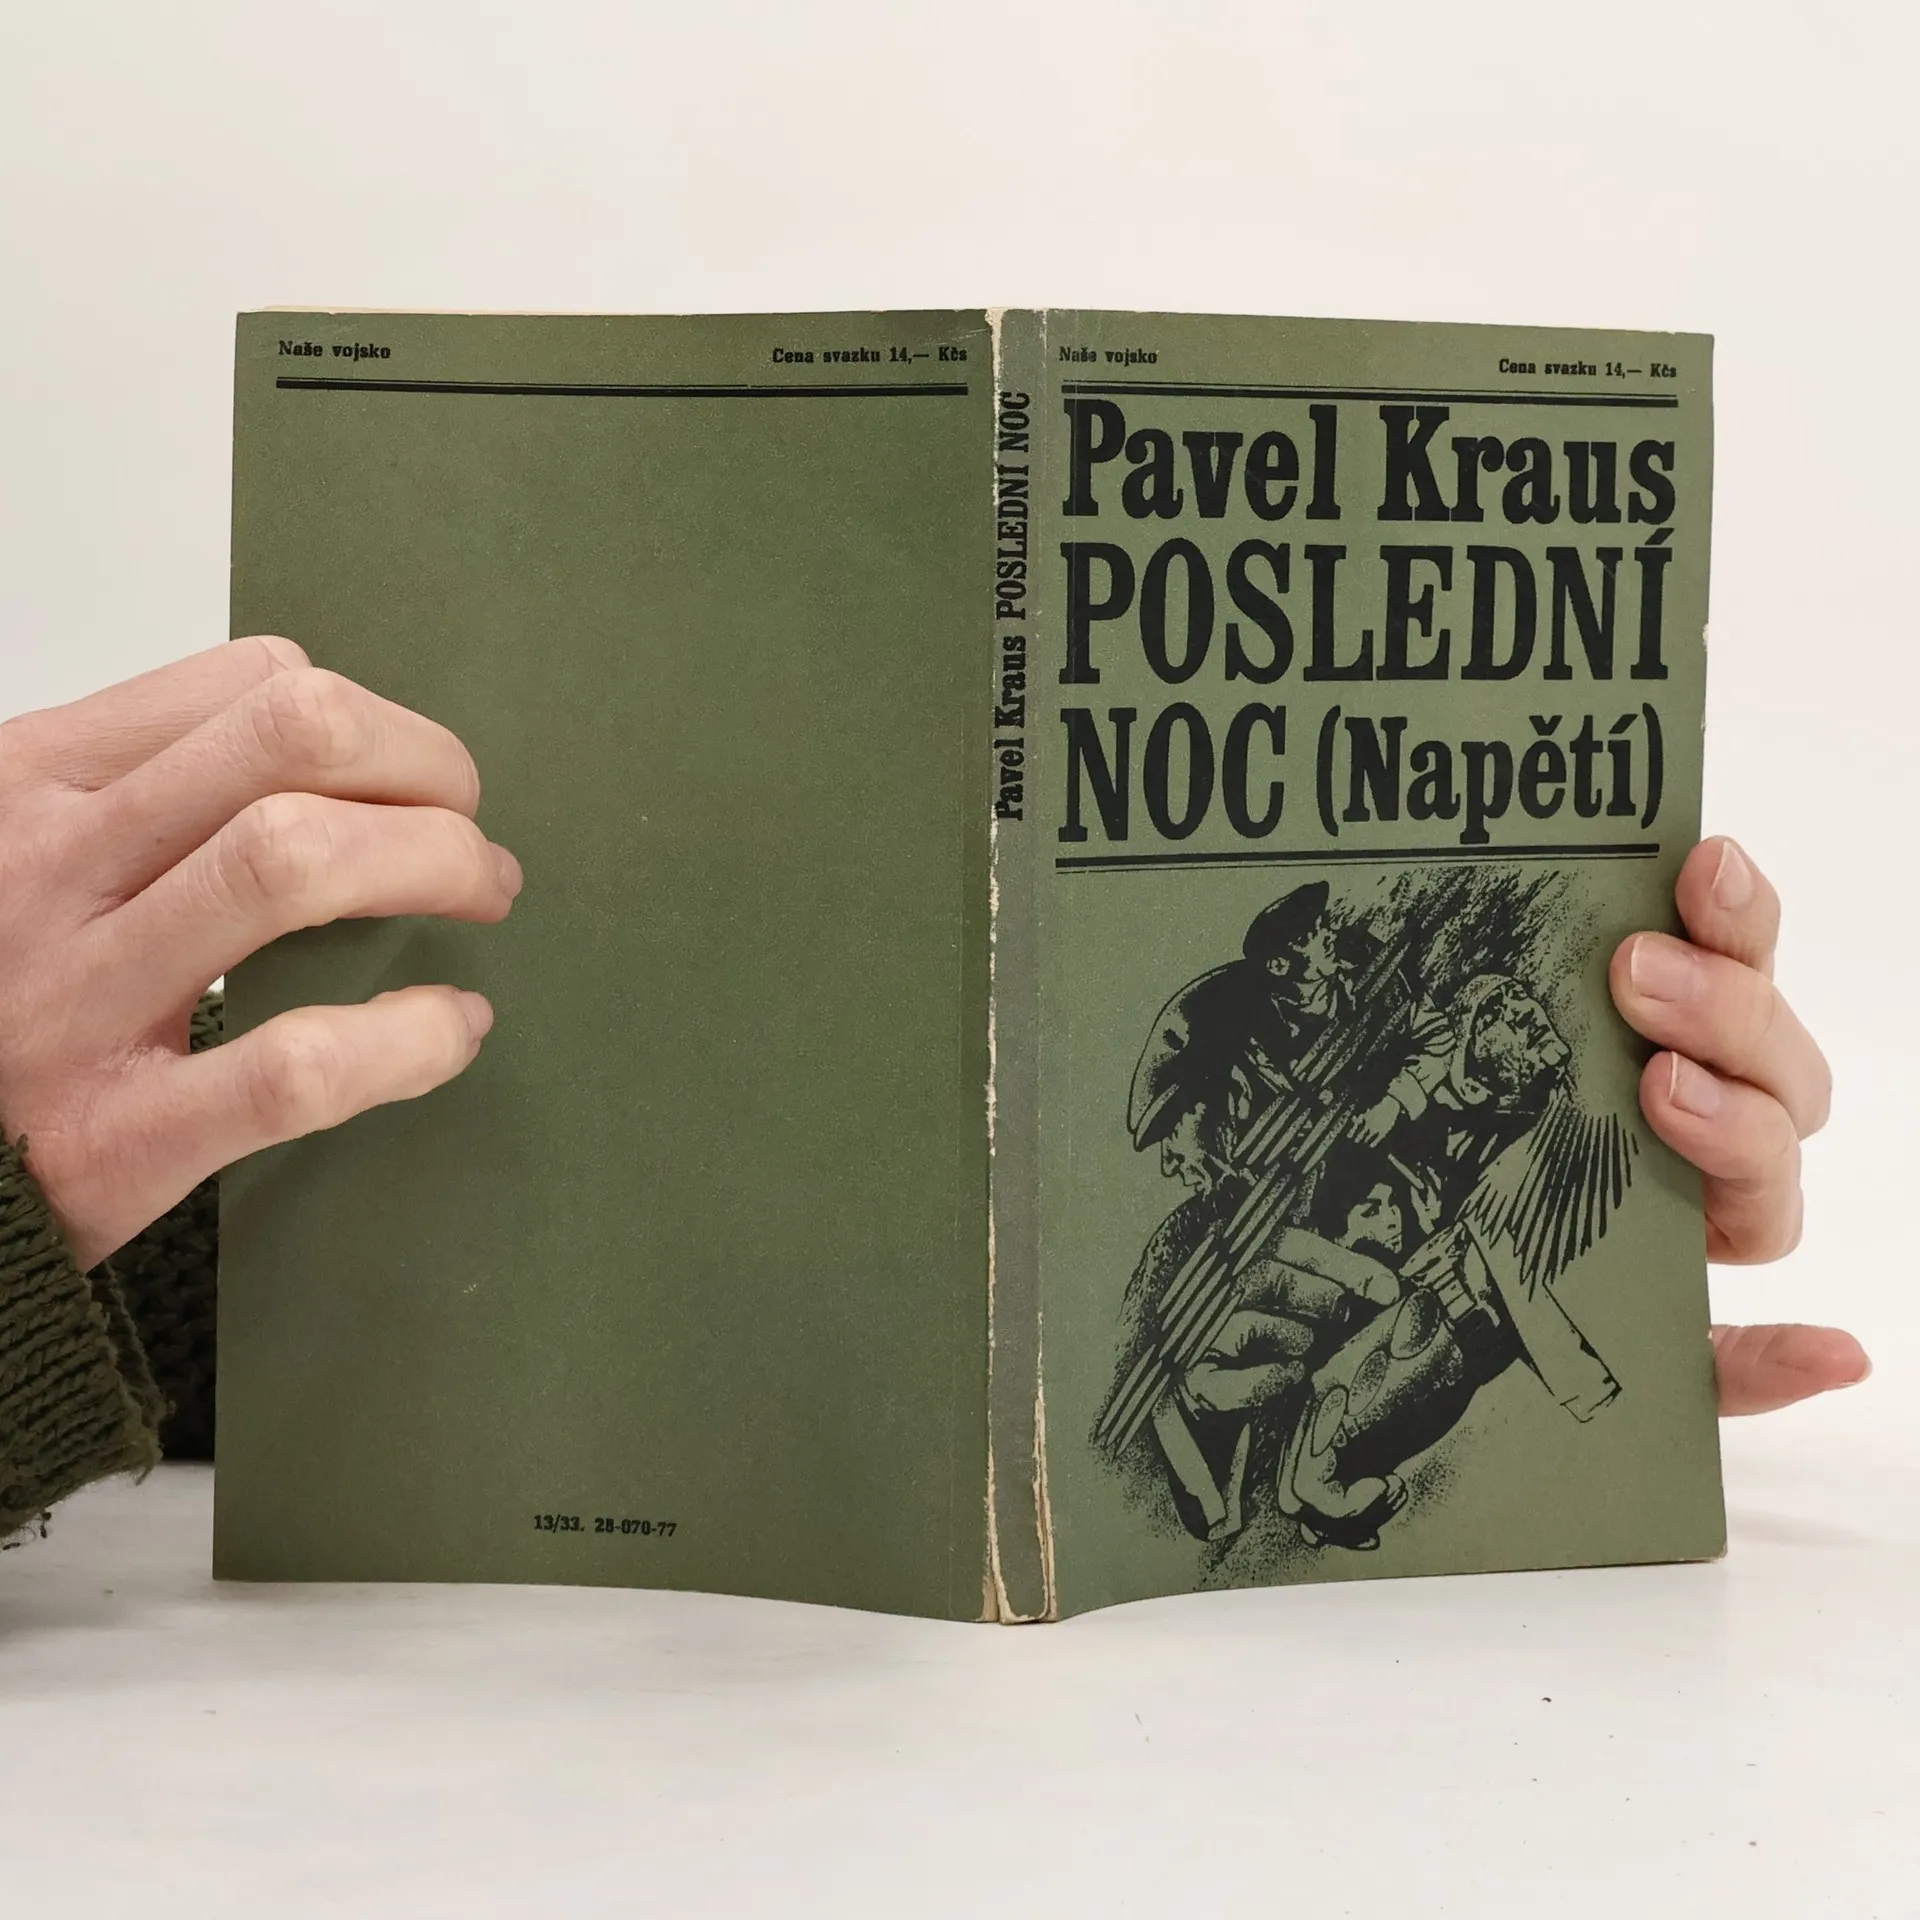 Naše vojsko
Cena svazku 14,— Kčs
13/33. 28-070-77
Pavel Kraus POSLEDNÍ NOC
Naše vojsko
Cena svazku 14,— Kčs
Pavel Kraus
POSLEDNÍ
NOC (Napětí)